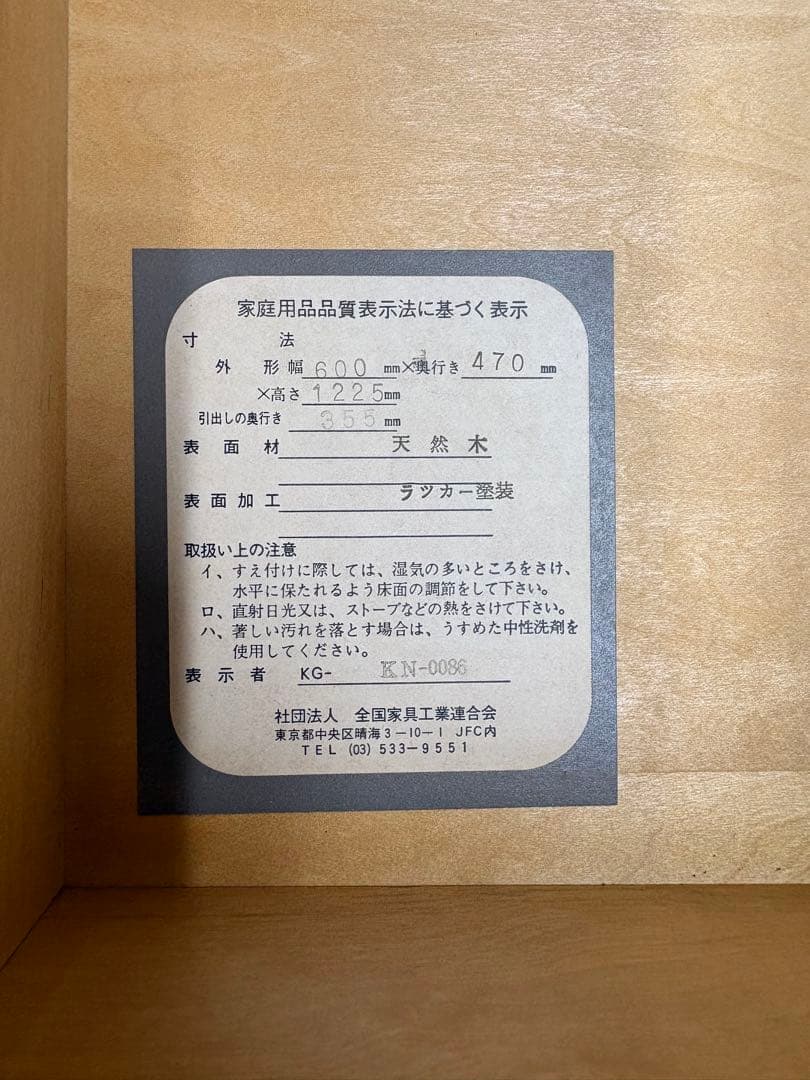 家庭用品品質表示法に基づく表示
寸法
外形幅 600 mm×奥行き 470 mm
×高さ 1225mm
引出しの奥行き 355 mm
表面材 天然木
表面加工 ラツカー塗装
取扱い上の注意
イ、すえ付けに際しては、湿気の多いところをさけ、
水平に保たれるよう床面の調節をして下さい。
ロ、直射日光又は、ストーブなどの熱をさけて下さい。
ハ、著しい汚れを落とす場合は、うすめた中性洗剤を
使用してください。
表示者 KG- KN-0086
社団法人 全国家具工業連合会
東京都中央区晴海3-10-1 JFC内
TEL (03) 533-9551